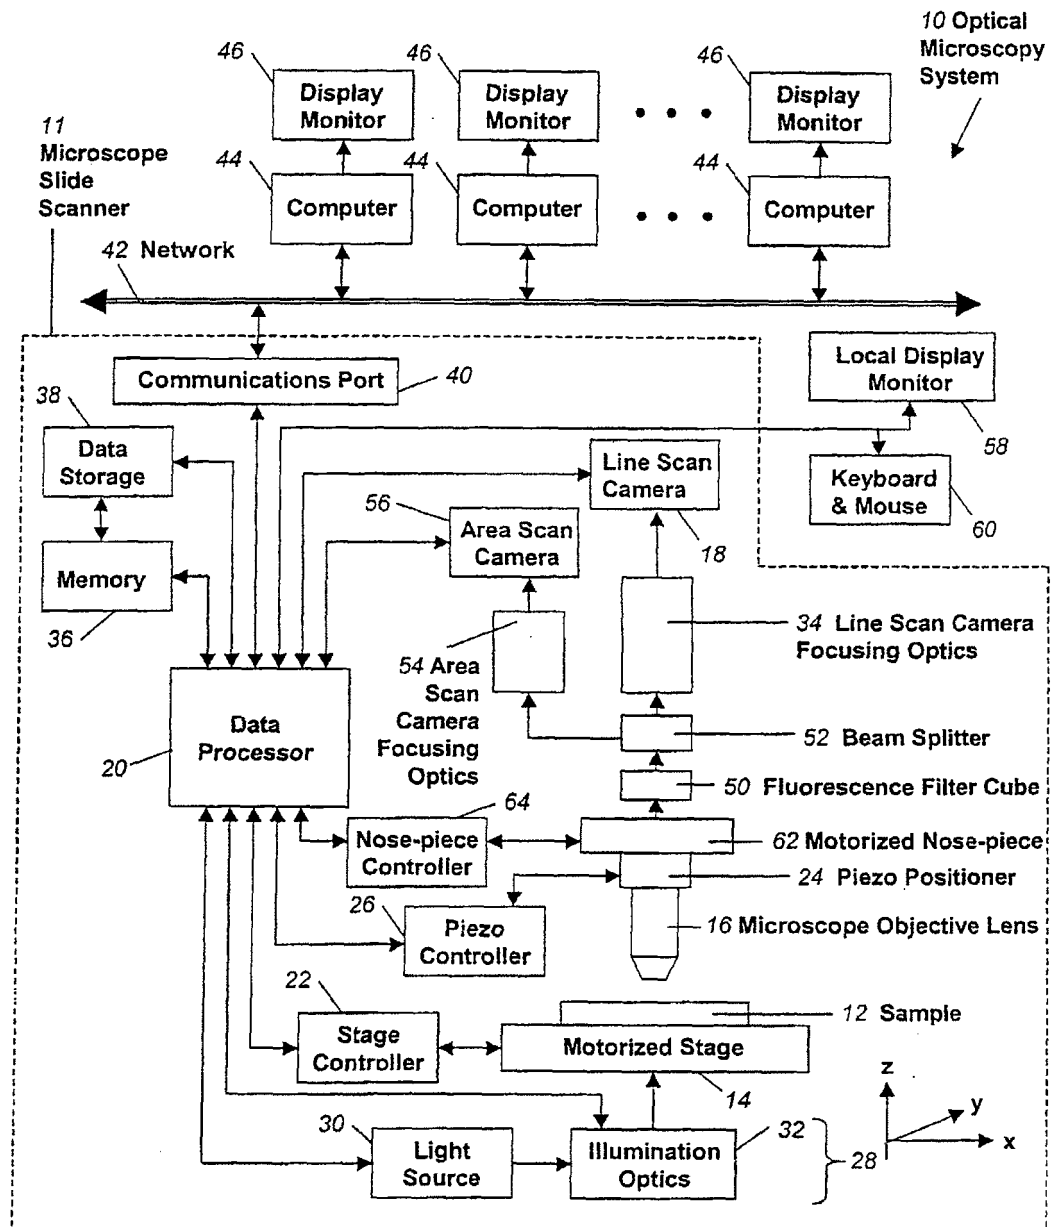 10 Optical
Microscopy
System
46
46
46
Display
Monitor
Display
Monitor
Display
Monitor
11
Microscope
Slide
Scanner
44
44
44
Computer
Computer
Computer
42 Network
Communications Port
40
Local Display
Monitor
58
38
Data
Storage
Line Scan
Camera
18
Keyboard
& Mouse
60
56
Area Scan
Camera
Memory
36
34 Line Scan Camera
Focusing Optics
54 Area
Scan
Camera
Focusing
Optics
Data
Processor
20
52 Beam Splitter
50 Fluorescence Filter Cube
64
Nose-piece
Controller
62 Motorized Nose-piece
24 Piezo Positioner
26
Piezo
Controller
16 Microscope Objective Lens
22
Stage
Controller
12 Sample
Motorized Stage
14
z
y
x
30
Light
Source
Illumination
Optics
32
28